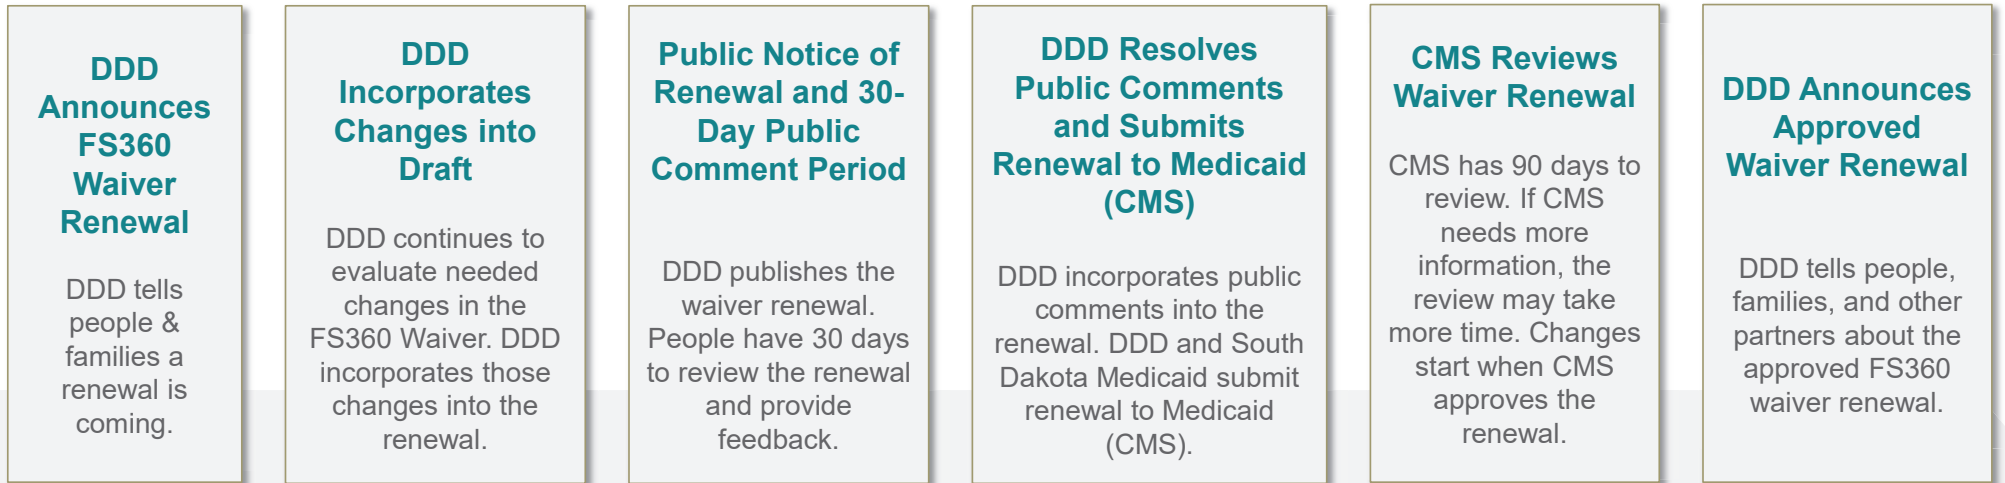 DDD
Announces
FS360
Waiver
Renewal
DDD tells
people &
families a
renewal is
coming.
DDD
Incorporates
Changes into
Draft
DDD continues to
evaluate needed
changes in the
FS360 Waiver. DDD
incorporates those
changes into the
renewal.
Public Notice of
Renewal and 30-
Day Public
Comment Period
DDD publishes the
waiver renewal.
People have 30 days
to review the renewal
and provide
feedback.
DDD Resolves
Public Comments
and Submits
Renewal to Medicaid
(CMS)
DDD incorporates public
comments into the
renewal. DDD and South
Dakota Medicaid submit
renewal to Medicaid
(CMS).
CMS Reviews
Waiver Renewal
CMS has 90 days to
review. If CMS
needs more
information, the
review may take
more time. Changes
start when CMS
approves the
renewal.
DDD Announces
Approved
Waiver Renewal
DDD tells people,
families, and other
partners about the
approved FS360
waiver renewal.